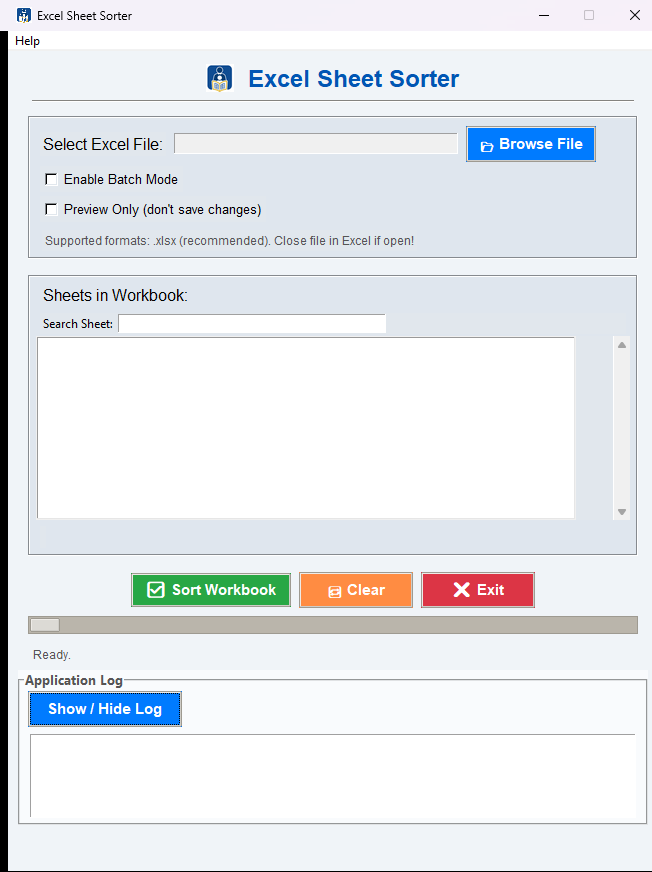 Excel Sheet Sorter
Help
Excel Sheet Sorter
Select Excel File:
Browse File
Enable Batch Mode
Preview Only (don't save changes)
Supported formats: .xlsx (recommended). Close file in Excel if open!
Sheets in Workbook:
Search Sheet:
Sort Workbook
Clear
Exit
Ready.
Application Log
Show / Hide Log